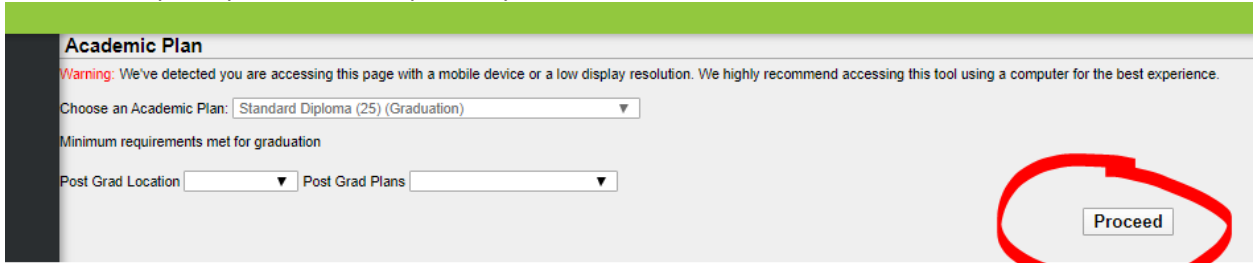 Academic Plan
Warning: We've detected you are accessing this page with a mobile device or a low display resolution. We highly recommend accessing this tool using a computer for the best experience.
Choose an Academic Plan: Standard Diploma (25) (Graduation) ▼
Minimum requirements met for graduation
Post Grad Location ▼ Post Grad Plans ▼
Proceed